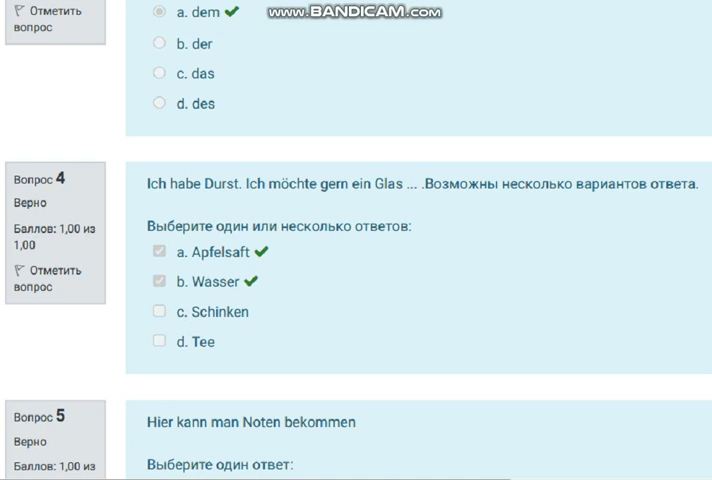 www.BANDICAM.com
Отметить
вопрос
a. dem
b. der
c. das
d. des
Вопрос 4
Верно
Баллов: 1,00 из
1,00
Отметить
вопрос
Ich habe Durst. Ich möchte gern ein Glas ... .Возможны несколько вариантов ответа.
Выберите один или несколько ответов:
a. Apfelsaft
b. Wasser
c. Schinken
d. Tee
Вопрос 5
Верно
Баллов: 1,00 из
Hier kann man Noten bekommen
Выберите один ответ: